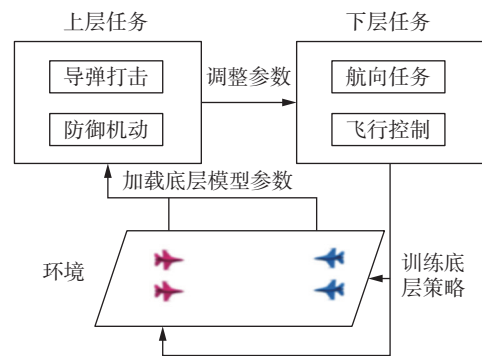 上层任务
下层任务
导弹打击
防御机动
调整参数
航向任务
飞行控制
加载底层模型参数
环境
训练底
层策略